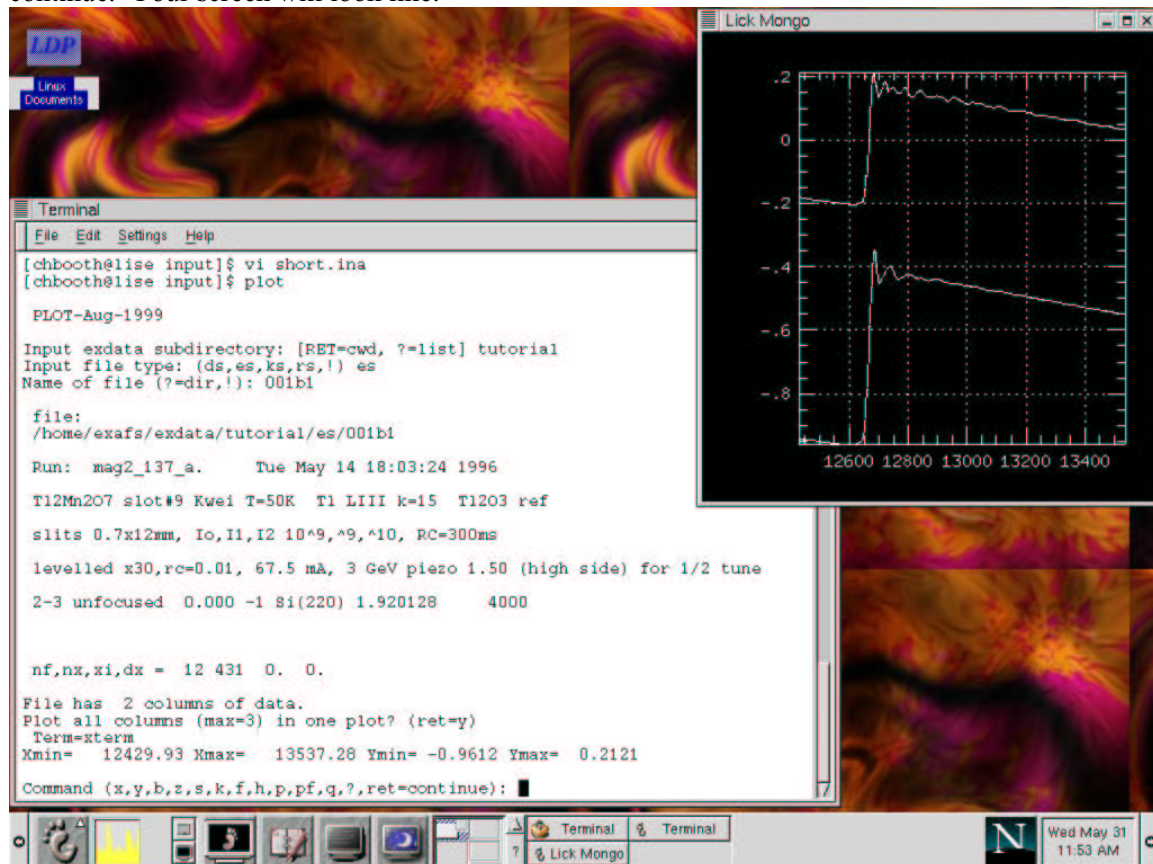 continue. Your screen will look like:
LDP
Linux
Documents
Lick Mongo
.2
0
-.2
-.4
-.6
-.8
12600 12800 13000 13200 13400
Terminal
File Edit Settings Help
[chbooth@lise input]$ vi short.ina
[chbooth@lise input]$ plot
PLOT-Aug-1999
Input exdata subdirectory: [RET=cwd, ?=list] tutorial
Input file type: (ds,es,ks,rs,!) es
Name of file (?=dir,!): 001b1
file:
/home/exafs/exdata/tutorial/es/001b1
Run: mag2_137_a. Tue May 14 18:03:24 1996
Tl2Mn2O7 slot#9 Kwei T=50K Tl LIII k=15 Tl2O3 ref
slits 0.7x12mm, Io,I1,I2 10^9,^9,^10, RC=300ms
levelled x30,rc=0.01, 67.5 mA, 3 GeV piezo 1.50 (high side) for 1/2 tune
2-3 unfocused 0.000 -1 Si(220) 1.920128 4000
nf,nx,xi,dx = 12 431 0. 0.
File has 2 columns of data.
Plot all columns (max=3) in one plot? (ret=y)
Term=xterm
Xmin= 12429.93 Xmax= 13537.28 Ymin= -0.9612 Ymax= 0.2121
Command (x,y,b,z,s,k,f,h,p,pf,q,?,ret=continue):
Terminal
Terminal
?
Lick Mongo
N
Wed May 31
11:53 AM